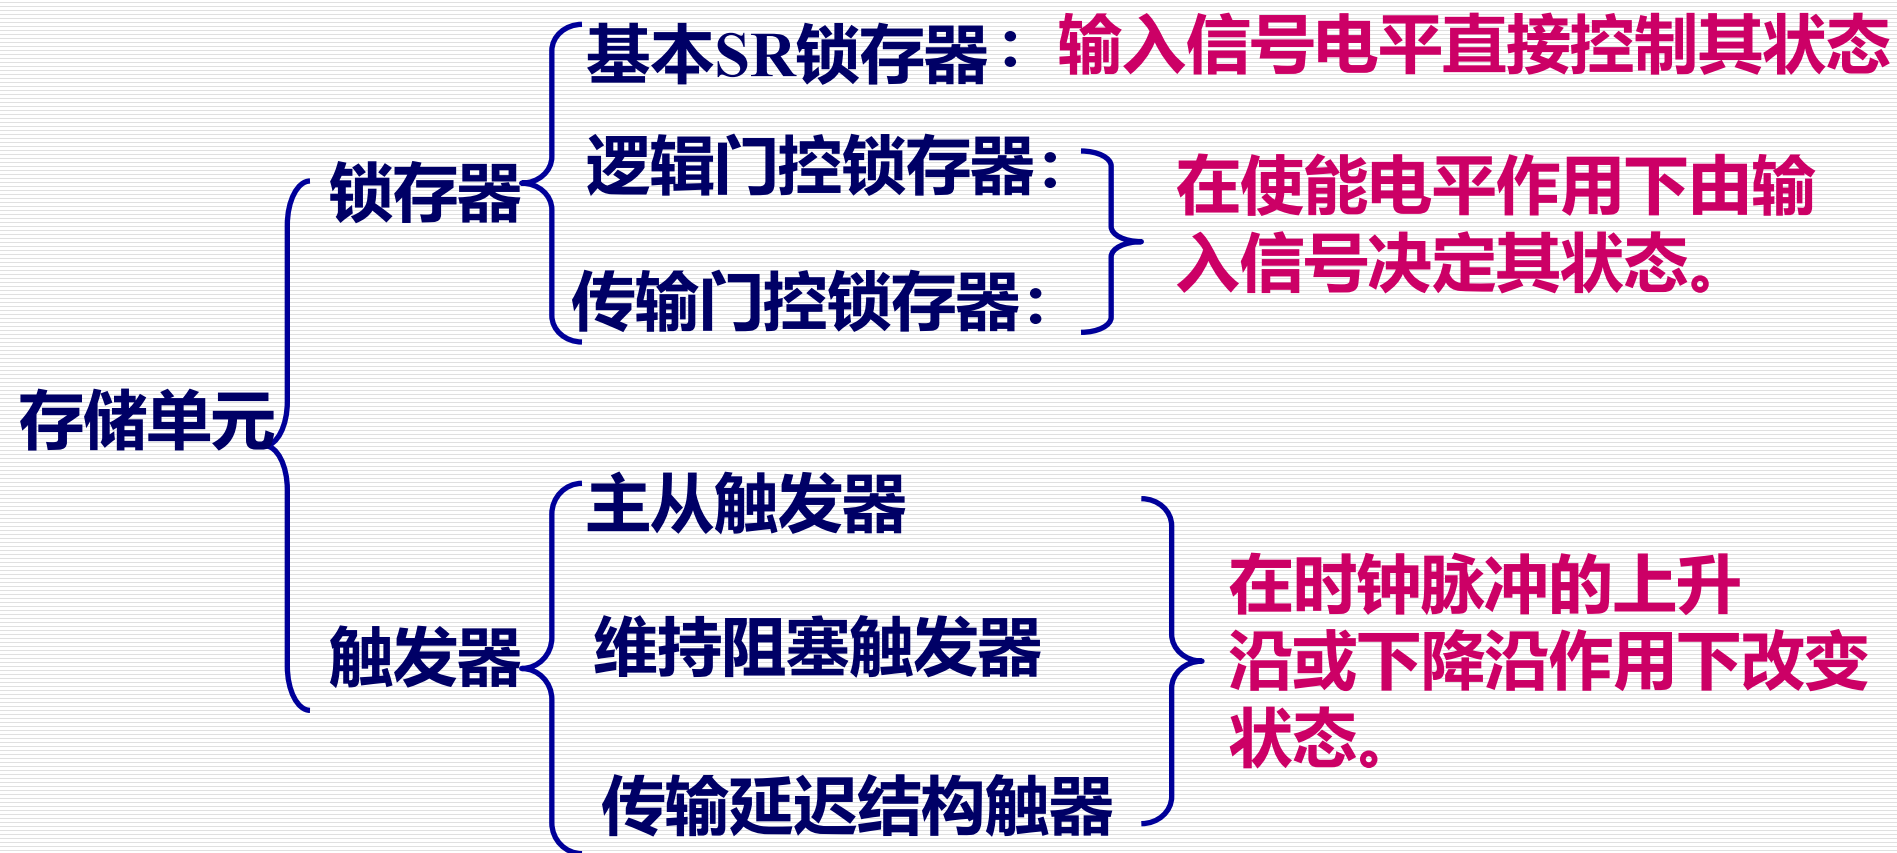 基本SR锁存器：输入信号电平直接控制其状态
逻辑门控锁存器：
在使能电平作用下由输
入信号决定其状态。
锁存器
传输门控锁存器：
存储单元
主从触发器
触发器
维持阻塞触发器
在时钟脉冲的上升
沿或下降沿作用下改变
状态。
传输延迟结构触器